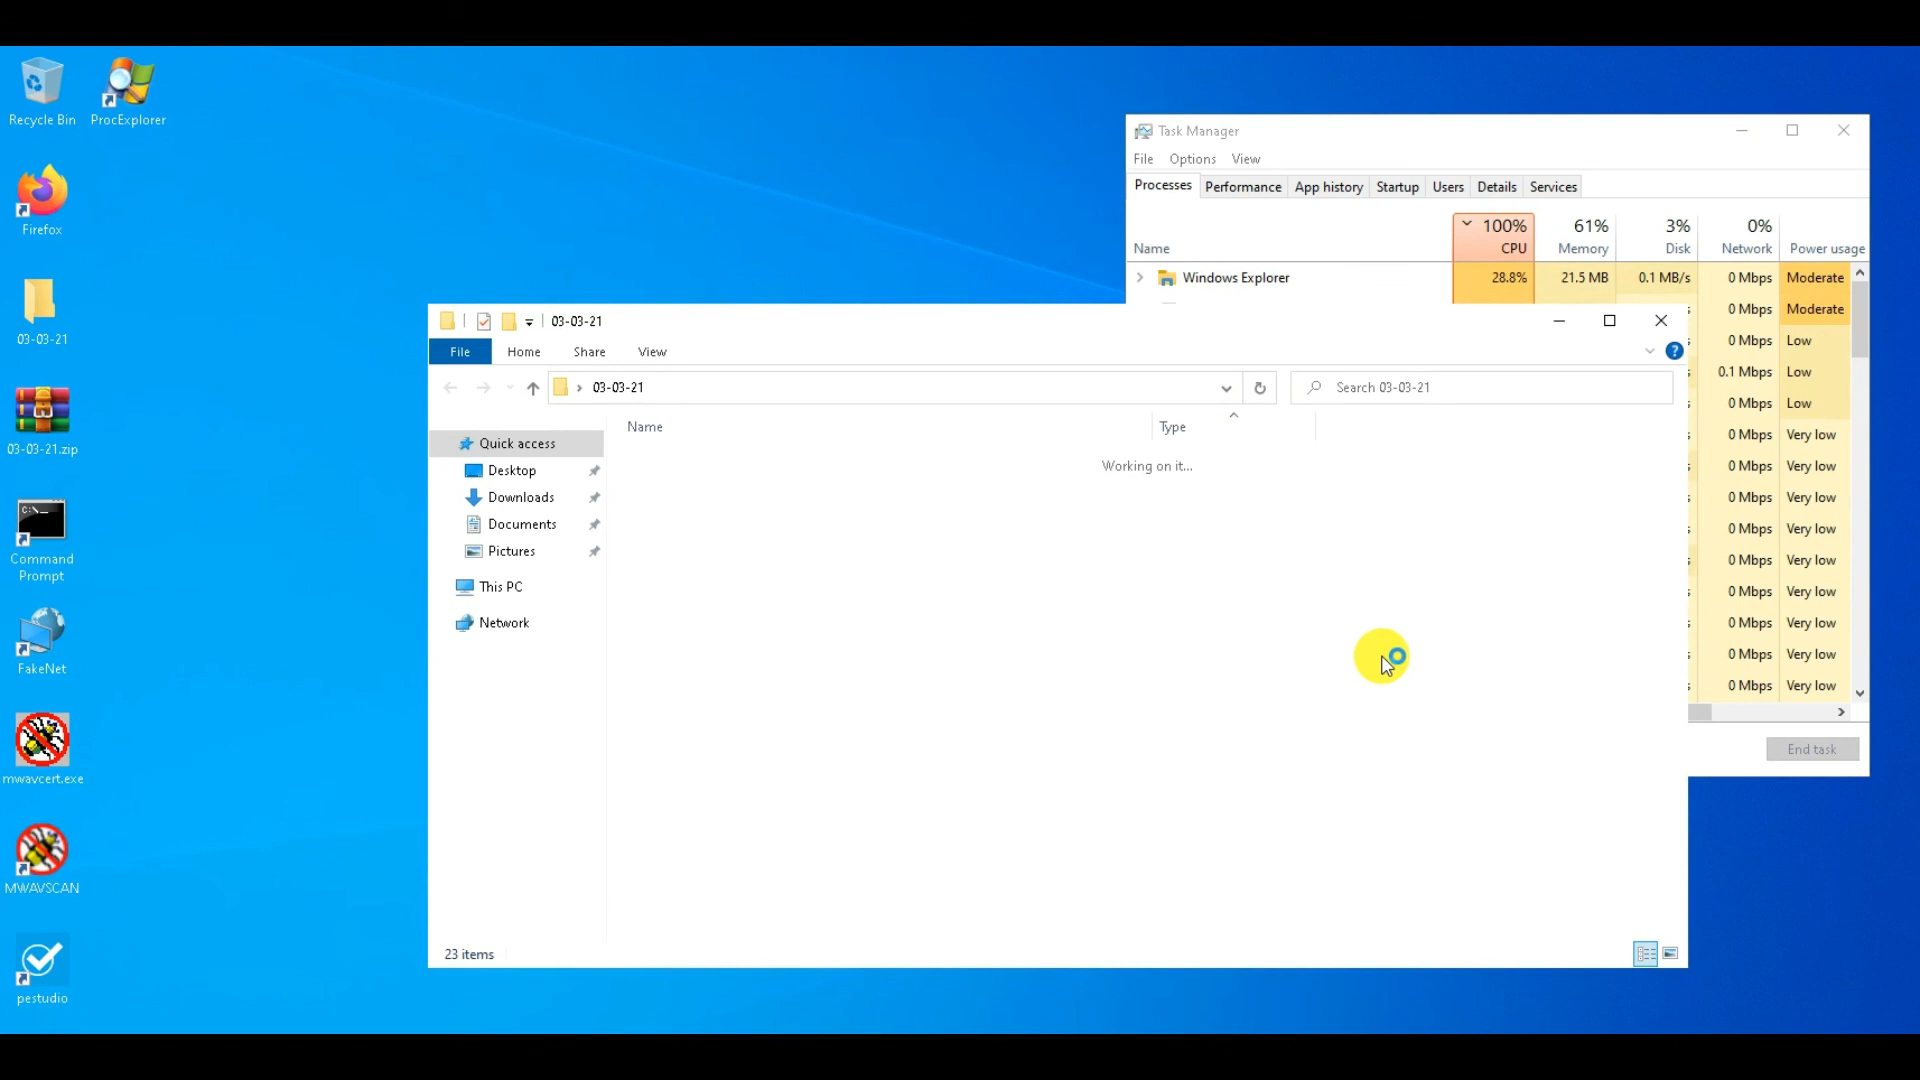 Recycle Bin
ProcExplorer
Firefox
03-03-21
03-03-21.zip
C:\_
Command
Prompt
FakeNet
mwavcert.exe
MWAVSCAN
pestudio
Task Manager
File Options View
Processes Performance App history Startup Users Details Services
100% 61% 3% 0%
Name CPU Memory Disk Network Power usage
Windows Explorer 28.8% 21.5 MB 0.1 MB/s 0 Mbps Moderate
0 Mbps Moderate
0 Mbps Low
0.1 Mbps Low
0 Mbps Low
0 Mbps Very low
0 Mbps Very low
0 Mbps Very low
0 Mbps Very low
0 Mbps Very low
0 Mbps Very low
0 Mbps Very low
0 Mbps Very low
0 Mbps Very low
End task
03-03-21
File Home Share View
03-03-21
Search 03-03-21
Name Type
Working on it...
Quick access
Desktop
Downloads
Documents
Pictures
This PC
Network
23 items